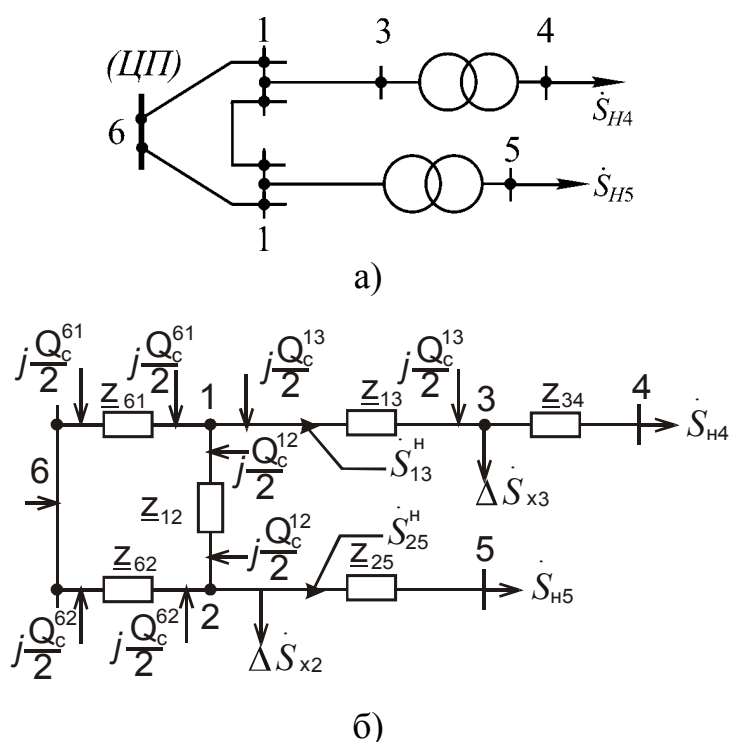 1 3 4
(ЦП)
6
Ṡ_H4
5
Ṡ_H5
1
а)
j Q_c^61/2 j Q_c^61/2 j Q_c^13/2 j Q_c^13/2
z_61 1 z_13 3 z_34 4
Ṡ_н4
j Q_c^12/2 Ṡ_13^н
6 z_12 ΔṠ_x3
j Q_c^12/2 Ṡ_25^н
z_62 z_25 5
2 Ṡ_н5
j Q_c^62/2 j Q_c^62/2 ΔṠ_x2
б)